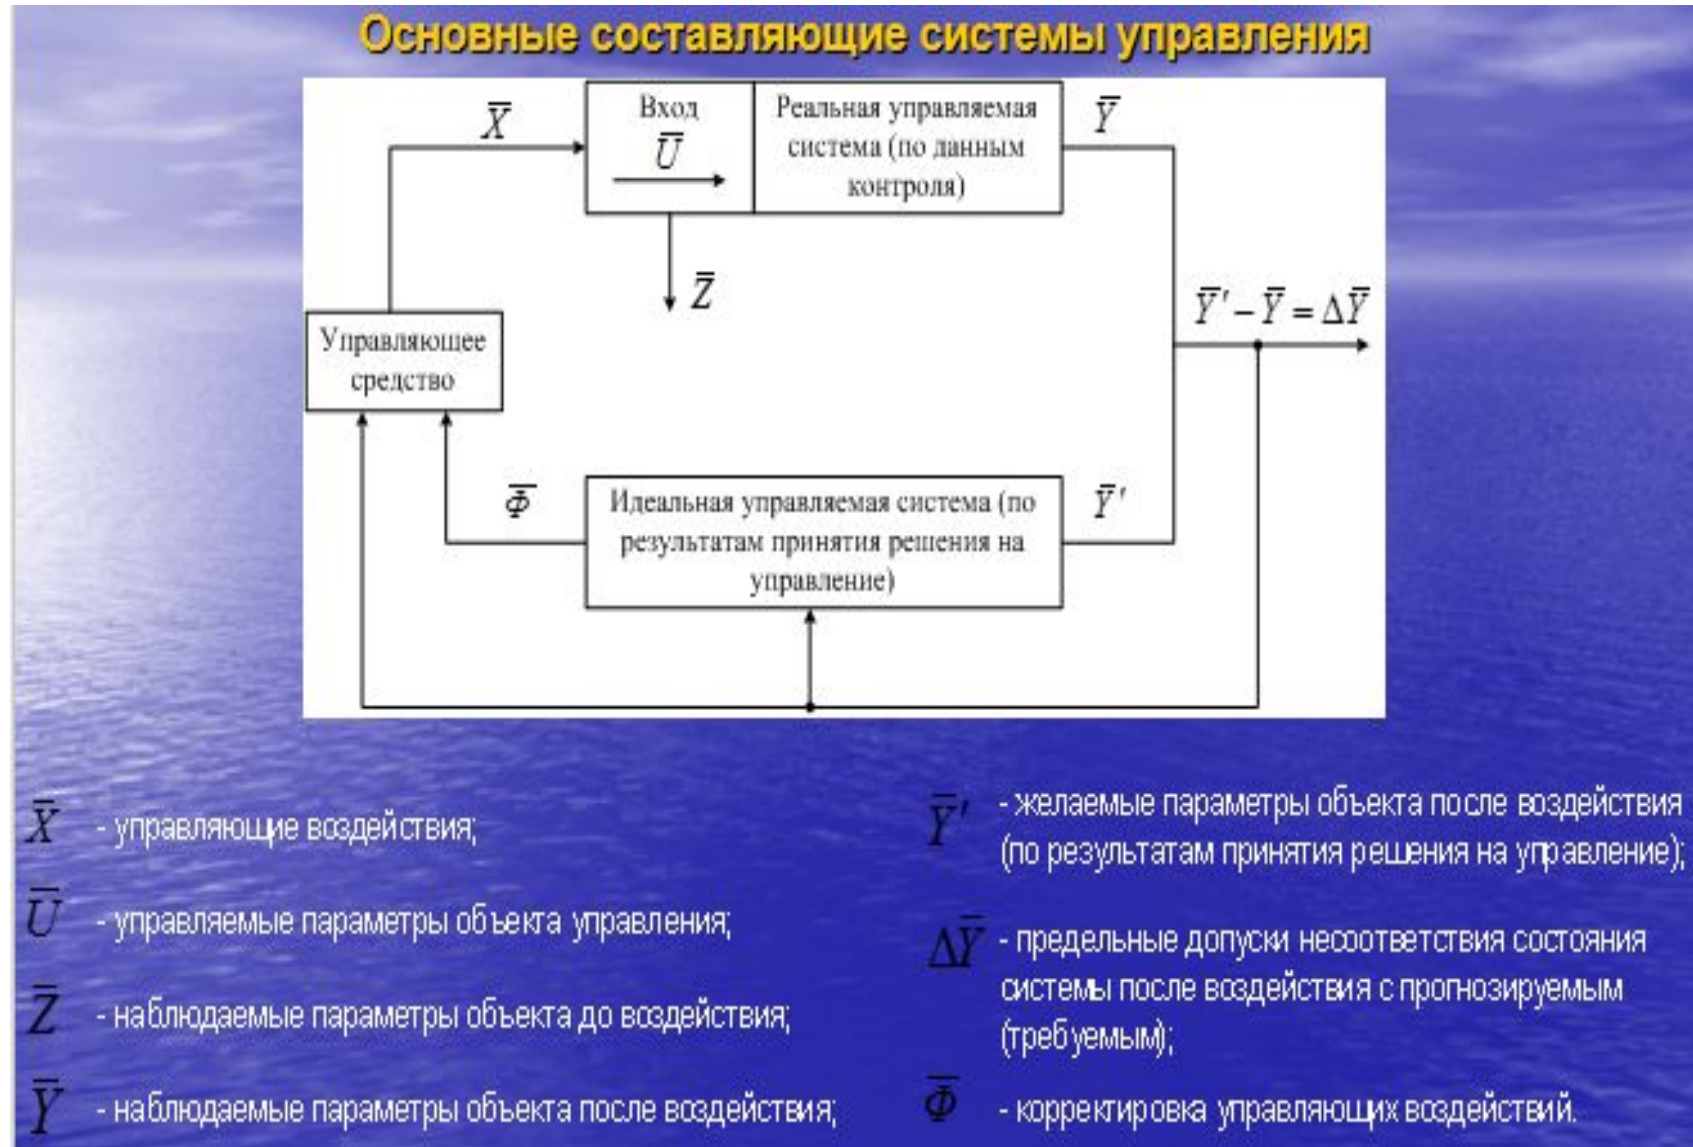 Основные составляющие системы управления
X̅
Вход
U̅
Реальная управляемая
система (по данным
контроля)
Y̅
Z̅
Y̅′ – Y̅ = ΔY̅
Управляющее
средство
Φ̅
Идеальная управляемая система (по
результатам принятия решения на
управление)
Y̅′
X̅ - управляющие воздействия;
U̅ - управляемые параметры объекта управления;
Z̅ - наблюдаемые параметры объекта до воздействия;
Y̅ - наблюдаемые параметры объекта после воздействия;
Y̅′ - желаемые параметры объекта после воздействия
(по результатам принятия решения на управление);
ΔY̅ - предельные допуски несоответствия состояния
системы после воздействия с прогнозируемым
(требуемым);
Φ̅ - корректировка управляющих воздействий.